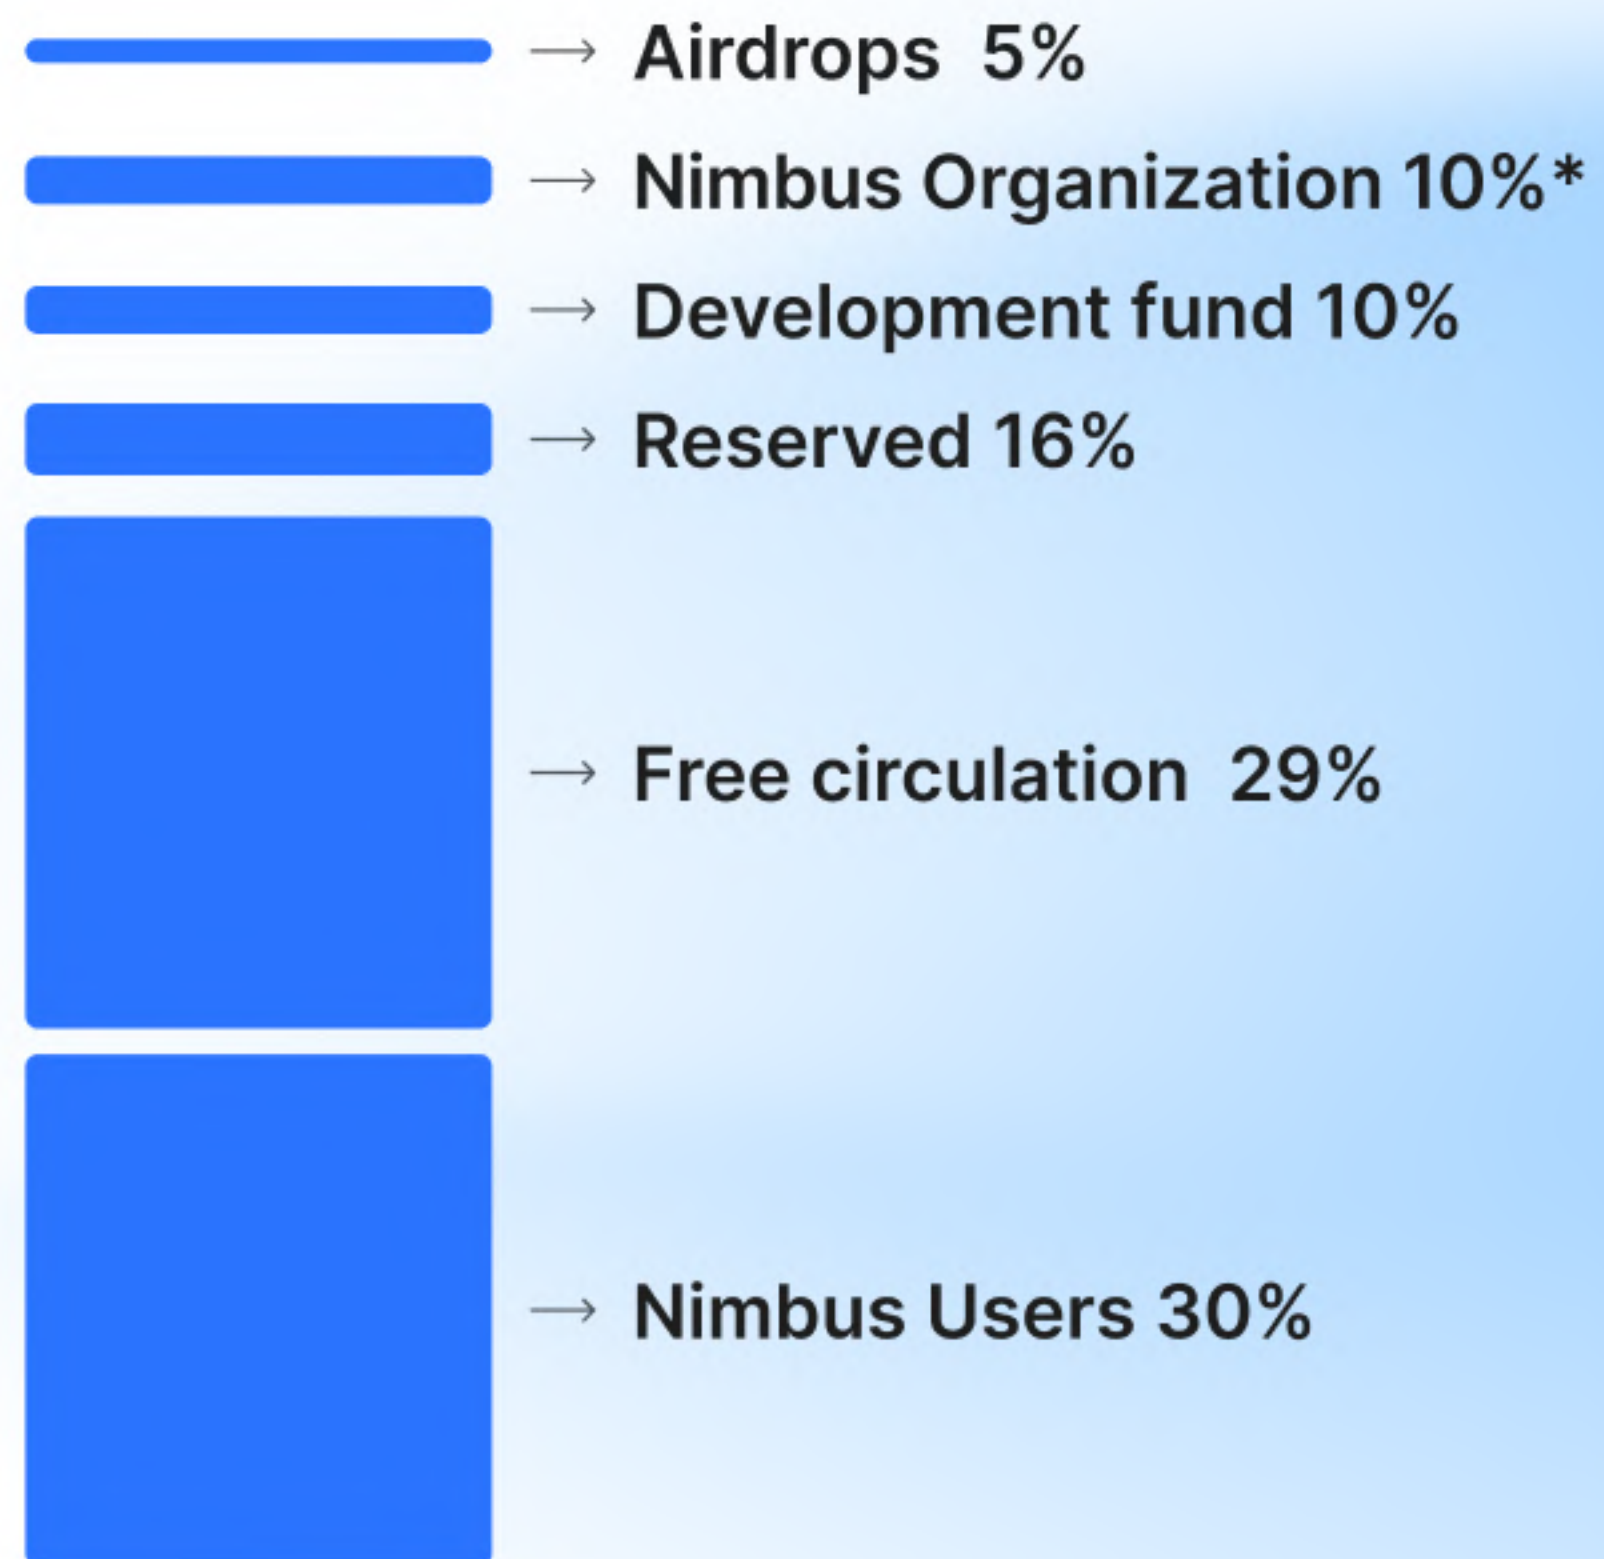 Airdrops 5%
Nimbus Organization 10%*
Development fund 10%
Reserved 16%
Free circulation 29%
Nimbus Users 30%